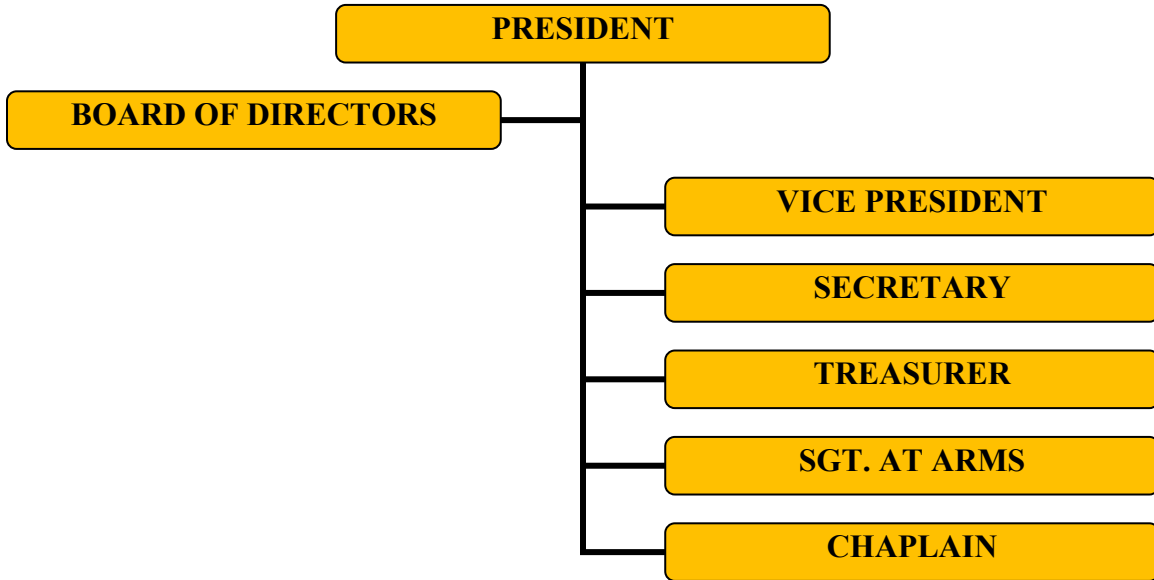 PRESIDENT
BOARD OF DIRECTORS
VICE PRESIDENT
SECRETARY
TREASURER
SGT. AT ARMS
CHAPLAIN